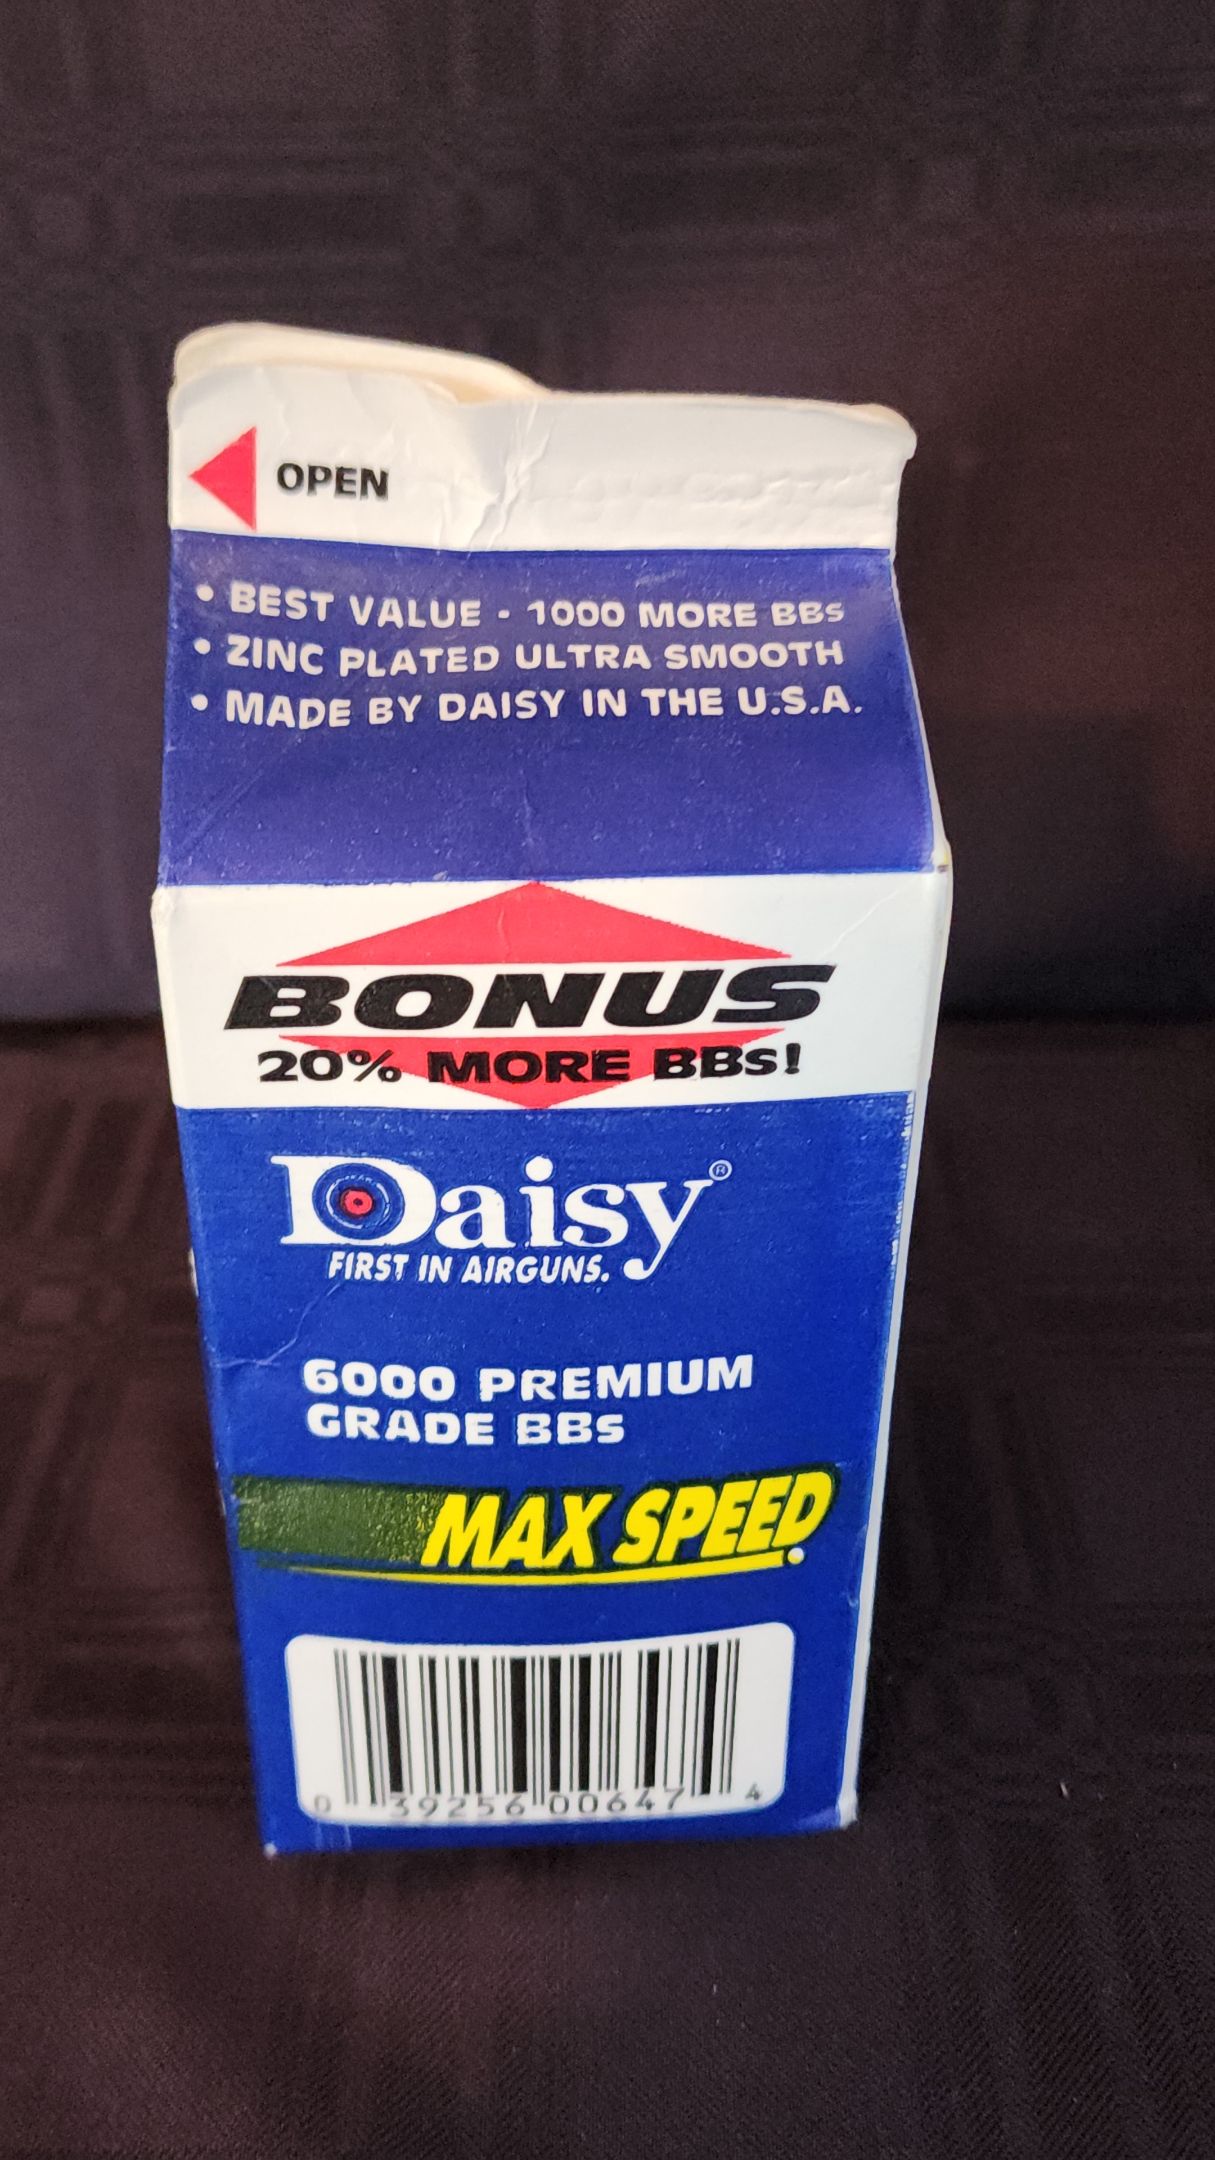 OPEN
• BEST VALUE - 1000 MORE BBs
• ZINC PLATED ULTRA SMOOTH
• MADE BY DAISY IN THE U.S.A.
BONUS
20% MORE BBs!
Daisy®
FIRST IN AIRGUNS.
6000 PREMIUM
GRADE BBs
MAX SPEED
0 39256 00647 4